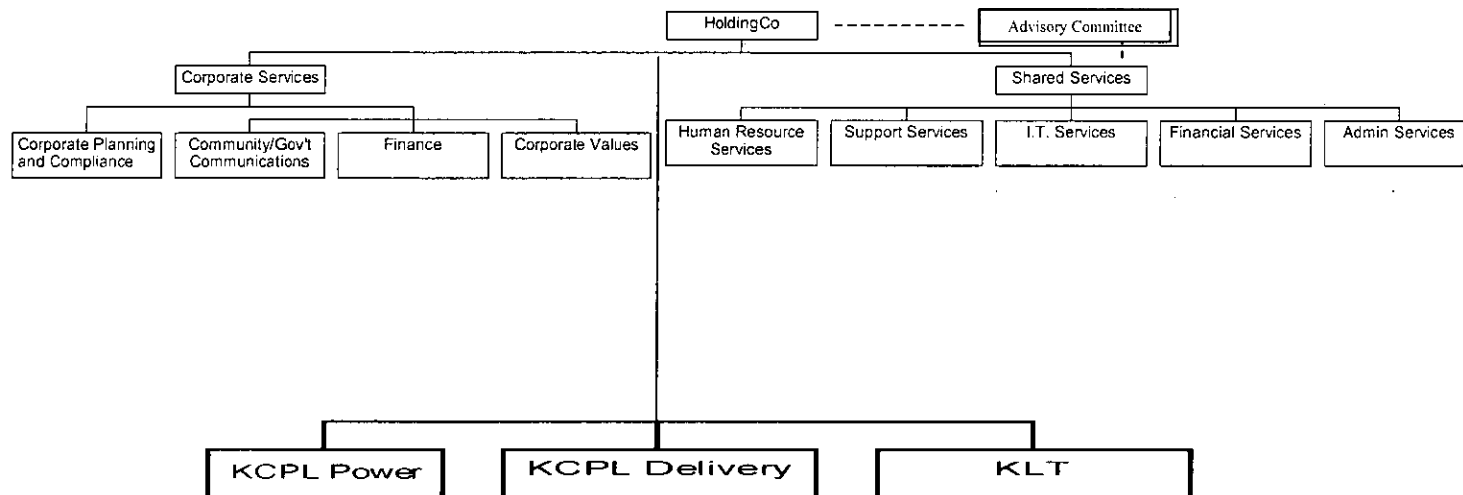 HoldingCo
Advisory Committee
Corporate Services
Shared Services
Corporate Planning
and Compliance
Community/Gov't
Communications
Finance
Corporate Values
Human Resource
Services
Support Services
I.T. Services
Financial Services
Admin Services
KCPL Power
KCPL Delivery
KLT